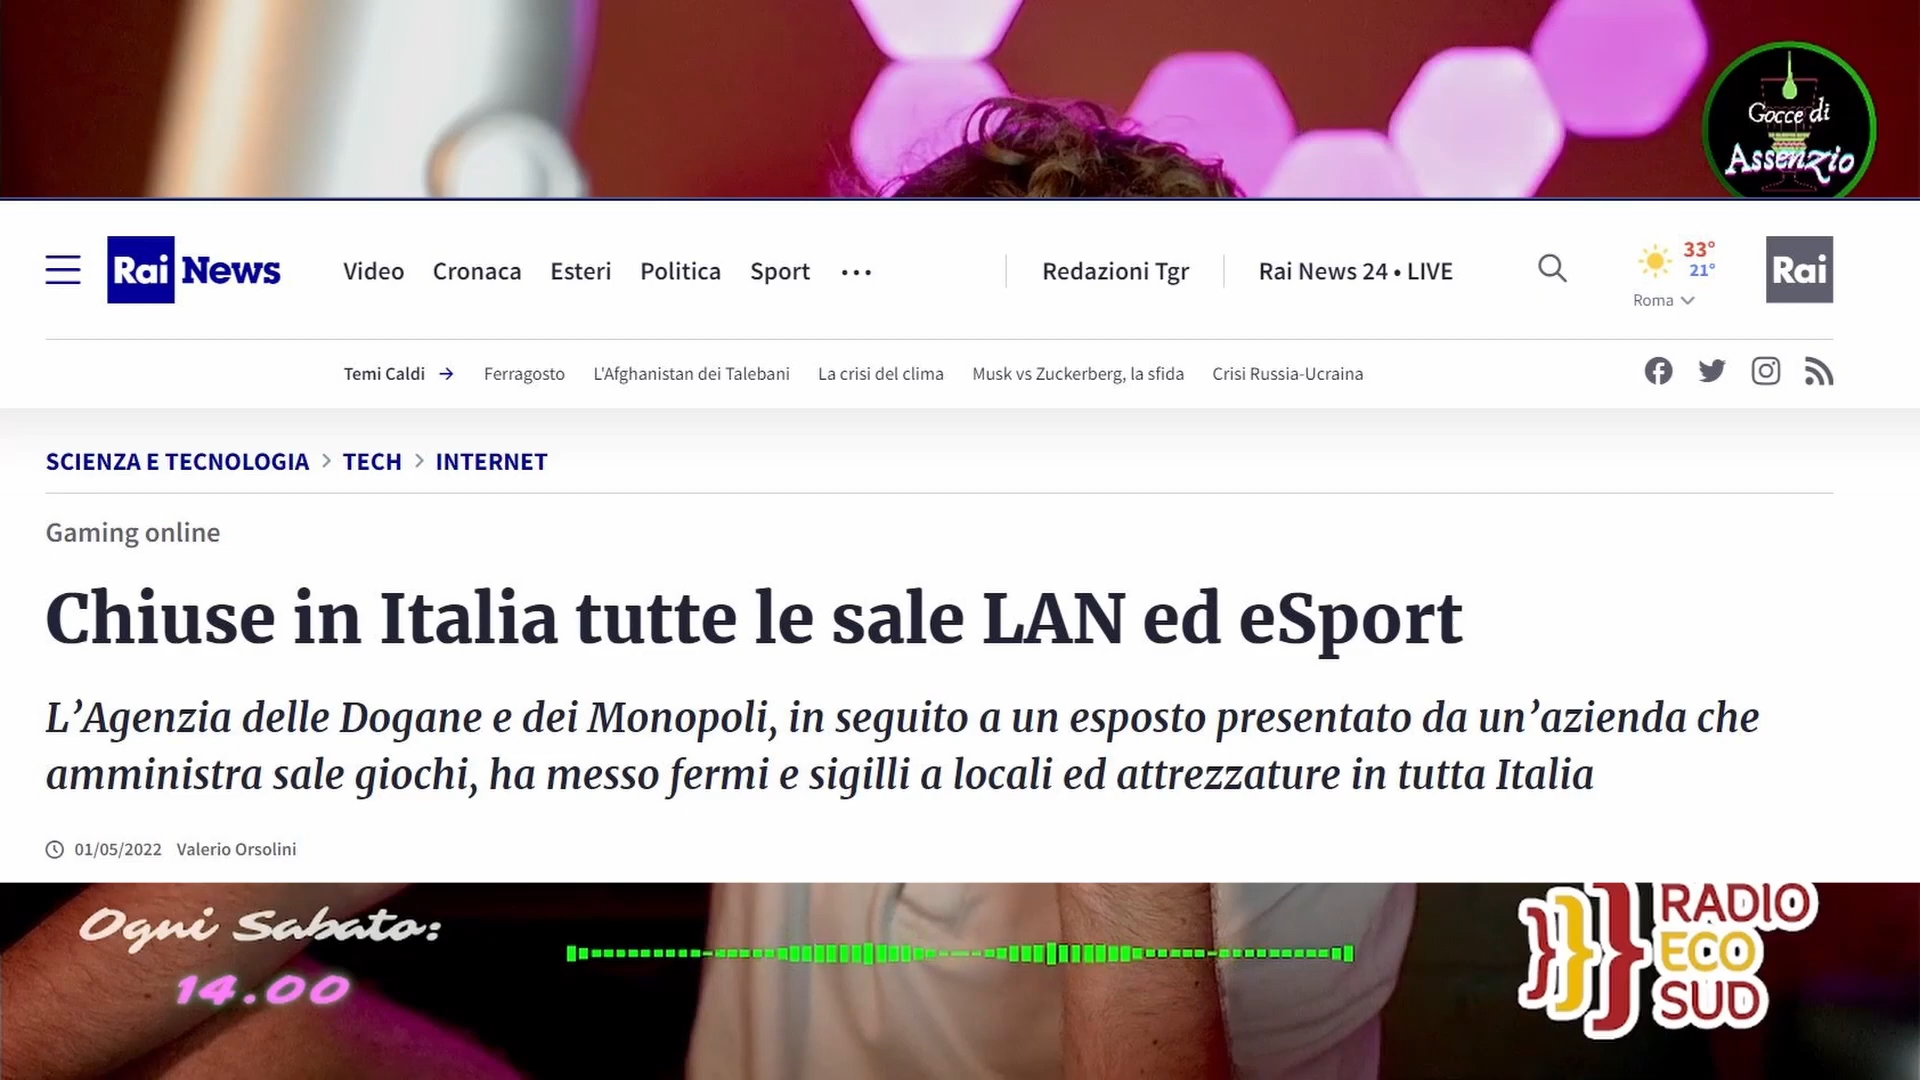 Gocce di
Assenzio
Rai News
Video Cronaca Esteri Politica Sport ••• Redazioni Tgr Rai News 24 • LIVE
33°
21°
Roma
Rai
Temi Caldi → Ferragosto L'Afghanistan dei Talebani La crisi del clima Musk vs Zuckerberg, la sfida Crisi Russia-Ucraina
SCIENZA E TECNOLOGIA > TECH > INTERNET
Gaming online
Chiuse in Italia tutte le sale LAN ed eSport
L’Agenzia delle Dogane e dei Monopoli, in seguito a un esposto presentato da un’azienda che
amministra sale giochi, ha messo fermi e sigilli a locali ed attrezzature in tutta Italia
01/05/2022 Valerio Orsolini
Ogni Sabato:
14.00
RADIO
ECO
SUD